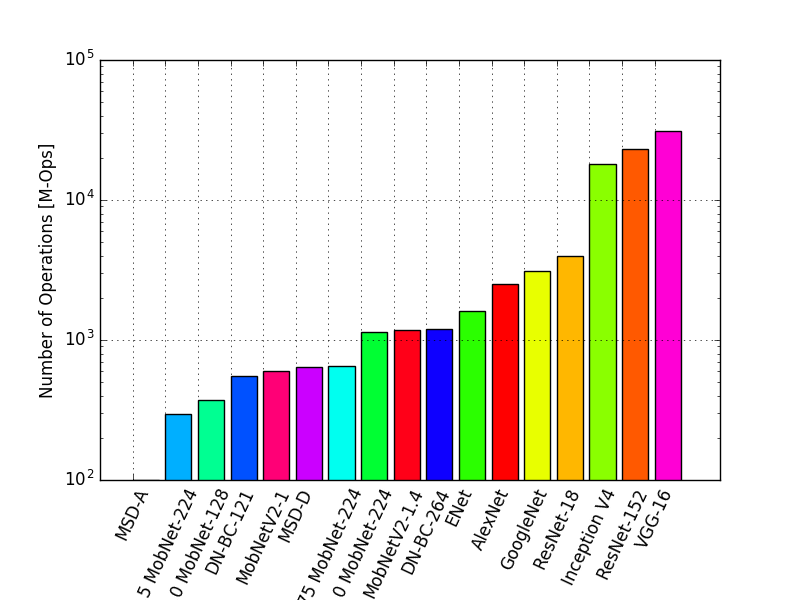 10^5
10^4
10^3
10^2
Number of Operations [M-Ops]
MSD-A
5 MobNet-224
0 MobNet-128
DN-BC-121
MobNetV2-1
MSD-D
75 MobNet-224
0 MobNet-224
MobNetV2-1.4
DN-BC-264
ENet
AlexNet
GoogleNet
ResNet-18
Inception V4
ResNet-152
VGG-16